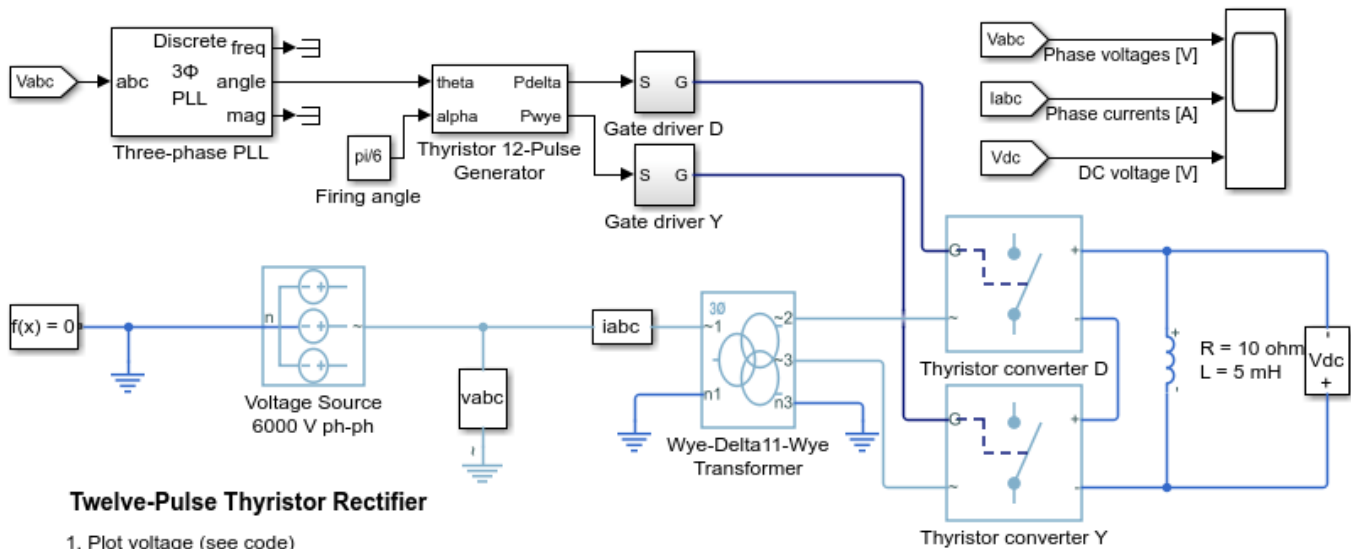 Vabc
abc
Discrete
3Φ
PLL
freq
angle
mag
Three-phase PLL
pi/6
Firing angle
theta
alpha
Pdelta
Pwye
Thyristor 12-Pulse
Generator
S G
Gate driver D
S G
Gate driver Y
Vabc
Phase voltages [V]
Iabc
Phase currents [A]
Vdc
DC voltage [V]
f(x) = 0
n
~
Voltage Source
6000 V ph-ph
vabc
~
iabc
3Ø
~1
~2
~3
n1
n3
Wye-Delta11-Wye
Transformer
G
+
~
-
Thyristor converter D
G
+
~
-
Thyristor converter Y
+
-
R = 10 ohm
L = 5 mH
-
Vdc
+
Twelve-Pulse Thyristor Rectifier
1. Plot voltage (see code)